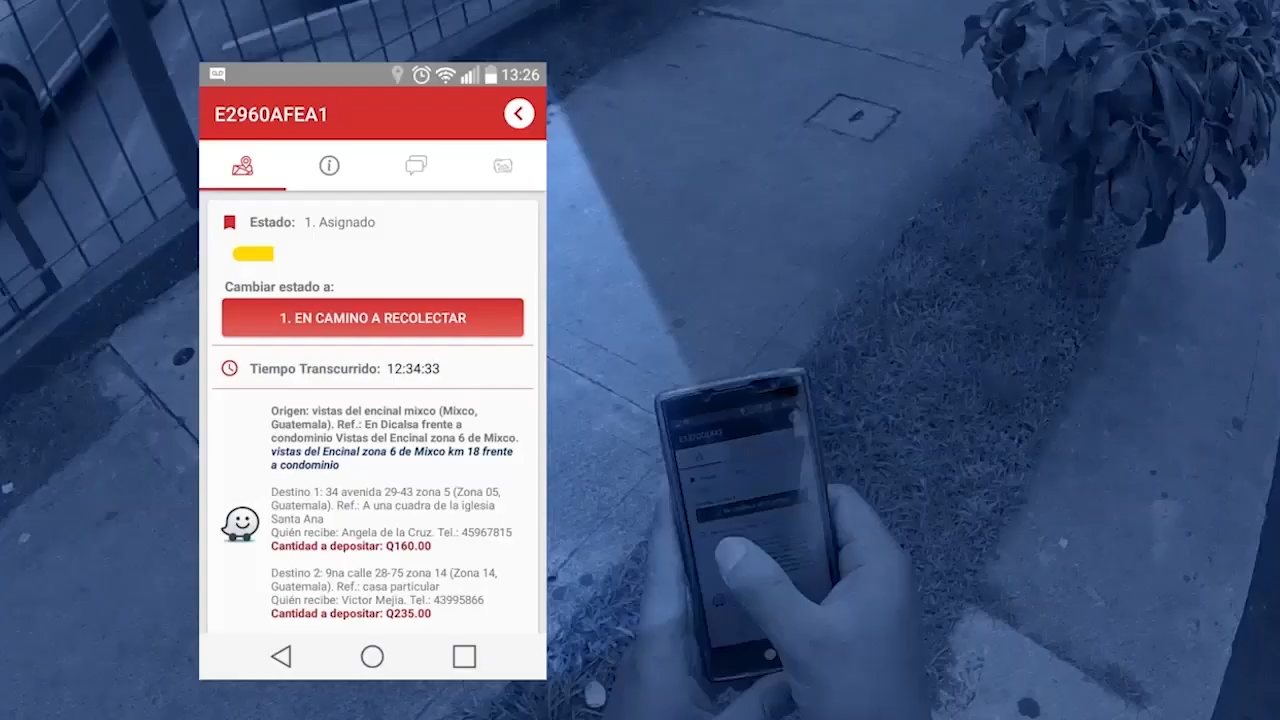 13:26
E2960AFEA1
Estado: 1. Asignado
Cambiar estado a:
1. EN CAMINO A RECOLECTAR
Tiempo Transcurrido: 12:34:33
Origen: vistas del encinal mixco (Mixco,
Guatemala). Ref.: En Dicalsa frente a
condominio Vistas del Encinal zona 6 de Mixco.
vistas del Encinal zona 6 de Mixco km 18 frente
a condominio
Destino 1: 34 avenida 29-43 zona 5 (Zona 05,
Guatemala). Ref.: A una cuadra de la iglesia
Santa Ana
Quién recibe: Angela de la Cruz. Tel.: 45967815
Cantidad a depositar: Q160.00
Destino 2: 9na calle 28-75 zona 14 (Zona 14,
Guatemala). Ref.: casa particular
Quién recibe: Victor Mejia. Tel.: 43995866
Cantidad a depositar: Q235.00